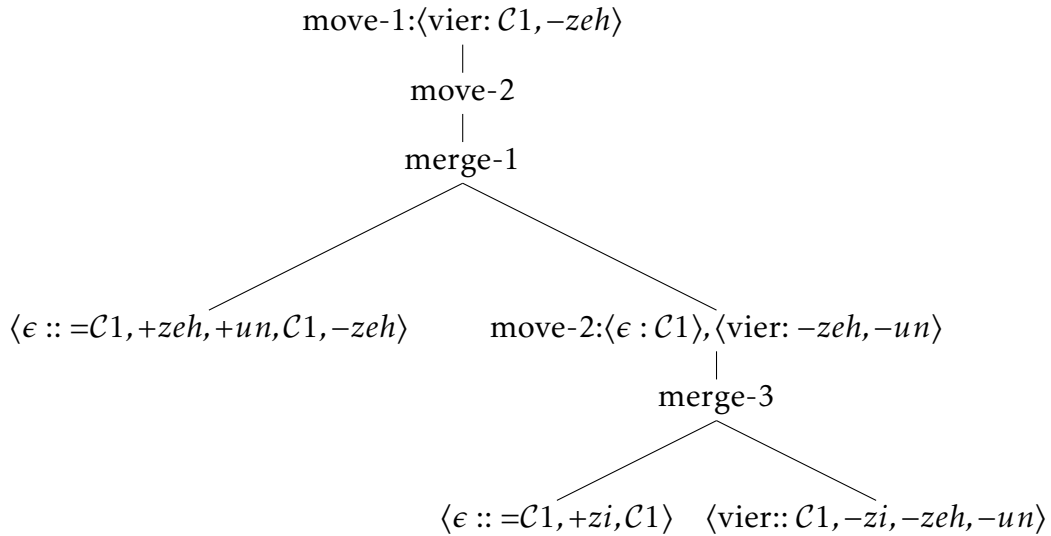 move-1:⟨vier: 𝒞1, −zeh⟩
move-2
merge-1
⟨ϵ :: =𝒞1, +zeh, +un, 𝒞1, −zeh⟩ move-2:⟨ϵ : 𝒞1⟩, ⟨vier: −zeh, −un⟩
merge-3
⟨ϵ :: =𝒞1, +zi, 𝒞1⟩ ⟨vier:: 𝒞1, −zi, −zeh, −un⟩